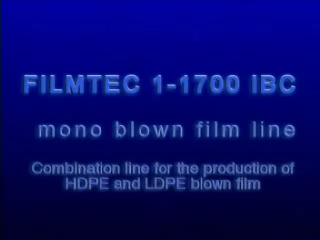 FILMTEC 1-1700 IBC
mono blown film line
Combination line for the production of
HDPE and LDPE blown film